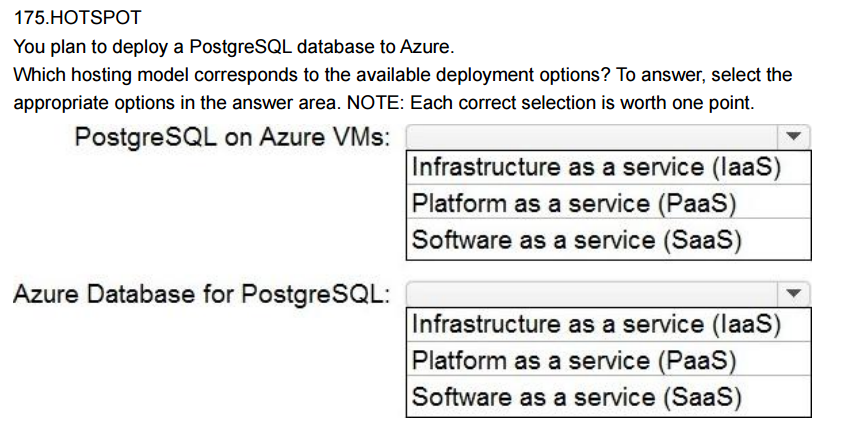 175.HOTSPOT
You plan to deploy a PostgreSQL database to Azure.
Which hosting model corresponds to the available deployment options? To answer, select the
appropriate options in the answer area. NOTE: Each correct selection is worth one point.
PostgreSQL on Azure VMs:
Infrastructure as a service (IaaS)
Platform as a service (PaaS)
Software as a service (SaaS)
Azure Database for PostgreSQL:
Infrastructure as a service (IaaS)
Platform as a service (PaaS)
Software as a service (SaaS)